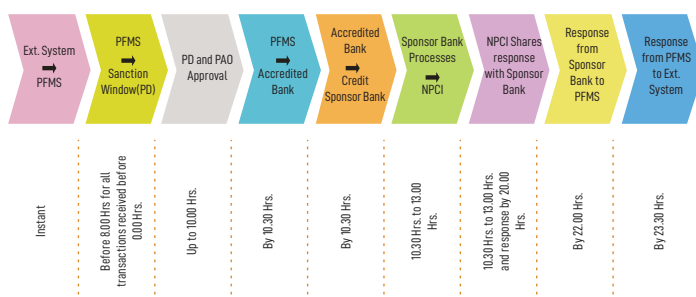 Ext. System
➡
PFMS
PFMS
➡
Sanction
Window(PD)
PD and PAO
Approval
PFMS
➡
Accredited
Bank
Accredited
Bank
➡
Credit
Sponsor Bank
Sponsor Bank
Processes
➡
NPCI
NPCI Shares
response
with Sponsor
Bank
Response
from
Sponsor
Bank to
PFMS
Response
from PFMS
to Ext.
System
Instant
Before 8.00 Hrs for all
transactions received before
0.00 Hrs.
Up to 10.00 Hrs.
By 10.30 Hrs.
By 10.30 Hrs.
10.30 Hrs. to 13.00
Hrs.
10.30 Hrs. to 13.00 Hrs.
and response by 20.00
Hrs.
By 22.00 Hrs.
By 23.30 Hrs.